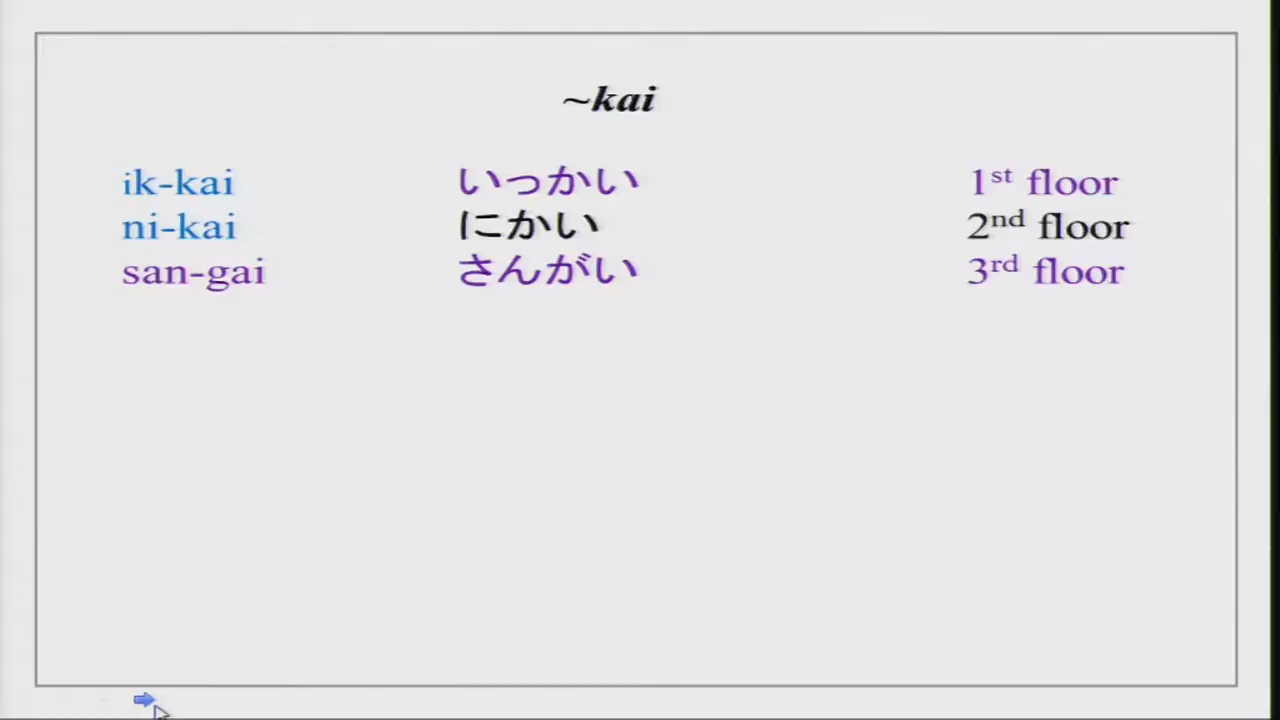 ~kai
ik-kai いっかい 1st floor
ni-kai にかい 2nd floor
san-gai さんがい 3rd floor